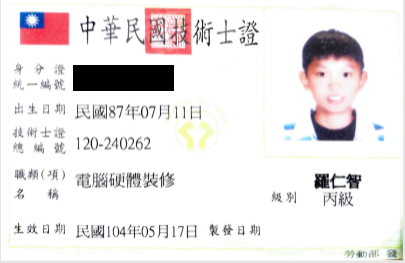 中華民國技術士證
身分證
統一編號
出生日期 民國87年07月11日
技術士證
總編號 120-240262
職類(項)
名稱 電腦硬體裝修
羅仁智
級別 丙級
生效日期 民國104年05月17日 製發日期
勞動部 發